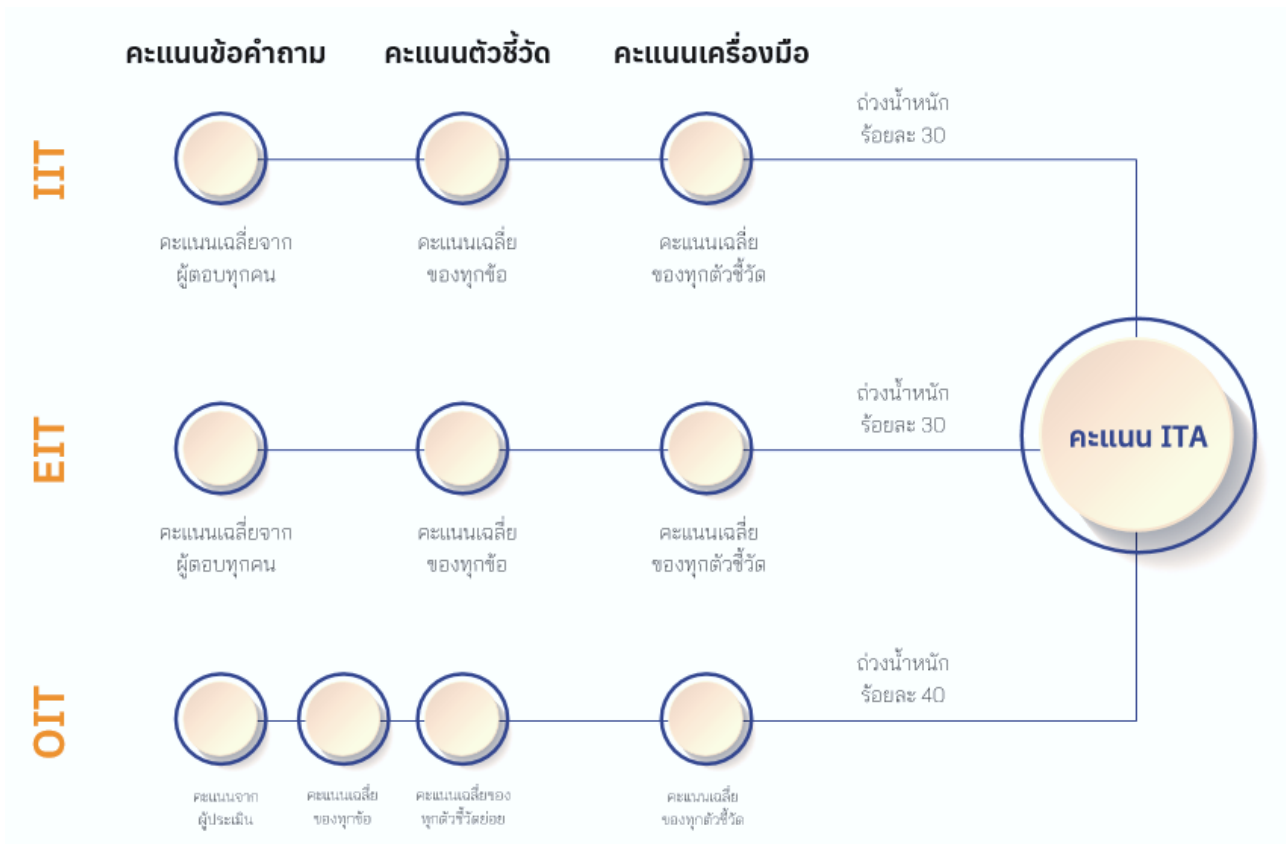 คะแนนข้อคำถาม
คะแนนตัวชี้วัด
คะแนนเครื่องมือ
IIT
ถ่วงน้ำหนัก
ร้อยละ 30
คะแนนเฉลี่ยจาก
ผู้ตอบทุกคน
คะแนนเฉลี่ย
ของทุกข้อ
คะแนนเฉลี่ย
ของทุกตัวชี้วัด
EIT
ถ่วงน้ำหนัก
ร้อยละ 30
คะแนน ITA
คะแนนเฉลี่ยจาก
ผู้ตอบทุกคน
คะแนนเฉลี่ย
ของทุกข้อ
คะแนนเฉลี่ย
ของทุกตัวชี้วัด
OIT
ถ่วงน้ำหนัก
ร้อยละ 40
คะแนนจาก
ผู้ประเมิน
คะแนนเฉลี่ย
ของทุกข้อ
คะแนนเฉลี่ยของ
ทุกตัวชี้วัดย่อย
คะแนนเฉลี่ย
ของทุกตัวชี้วัด